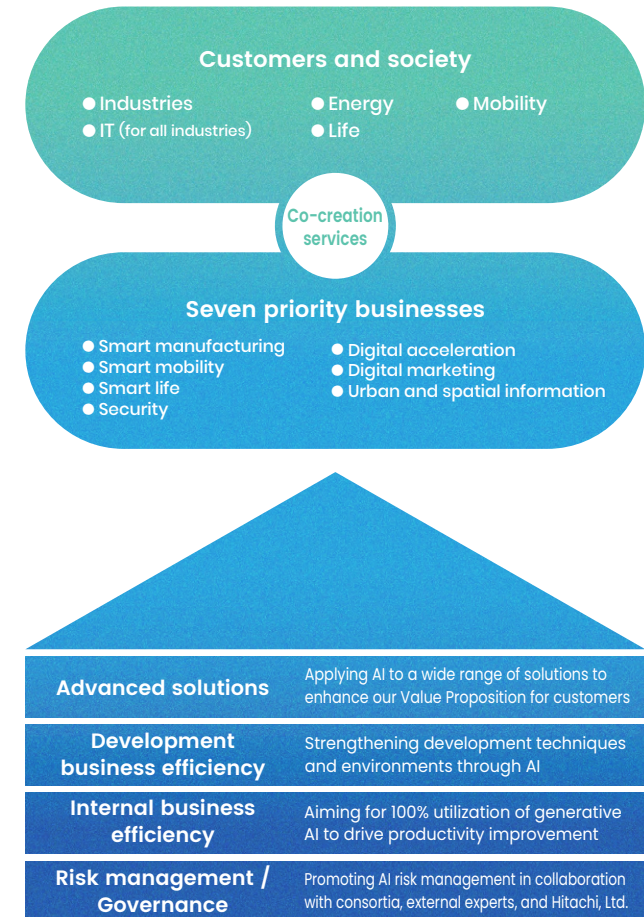 Customers and society
● Industries
● Energy
● Mobility
● IT (for all industries)
● Life
Co-creation
services
Seven priority businesses
● Smart manufacturing
● Smart mobility
● Smart life
● Security
● Digital acceleration
● Digital marketing
● Urban and spatial information
Advanced solutions
Applying AI to a wide range of solutions to
enhance our Value Proposition for customers
Development
business efficiency
Strengthening development techniques
and environments through AI
Internal business
efficiency
Aiming for 100% utilization of generative
AI to drive productivity improvement
Risk management /
Governance
Promoting AI risk management in collaboration
with consortia, external experts, and Hitachi, Ltd.